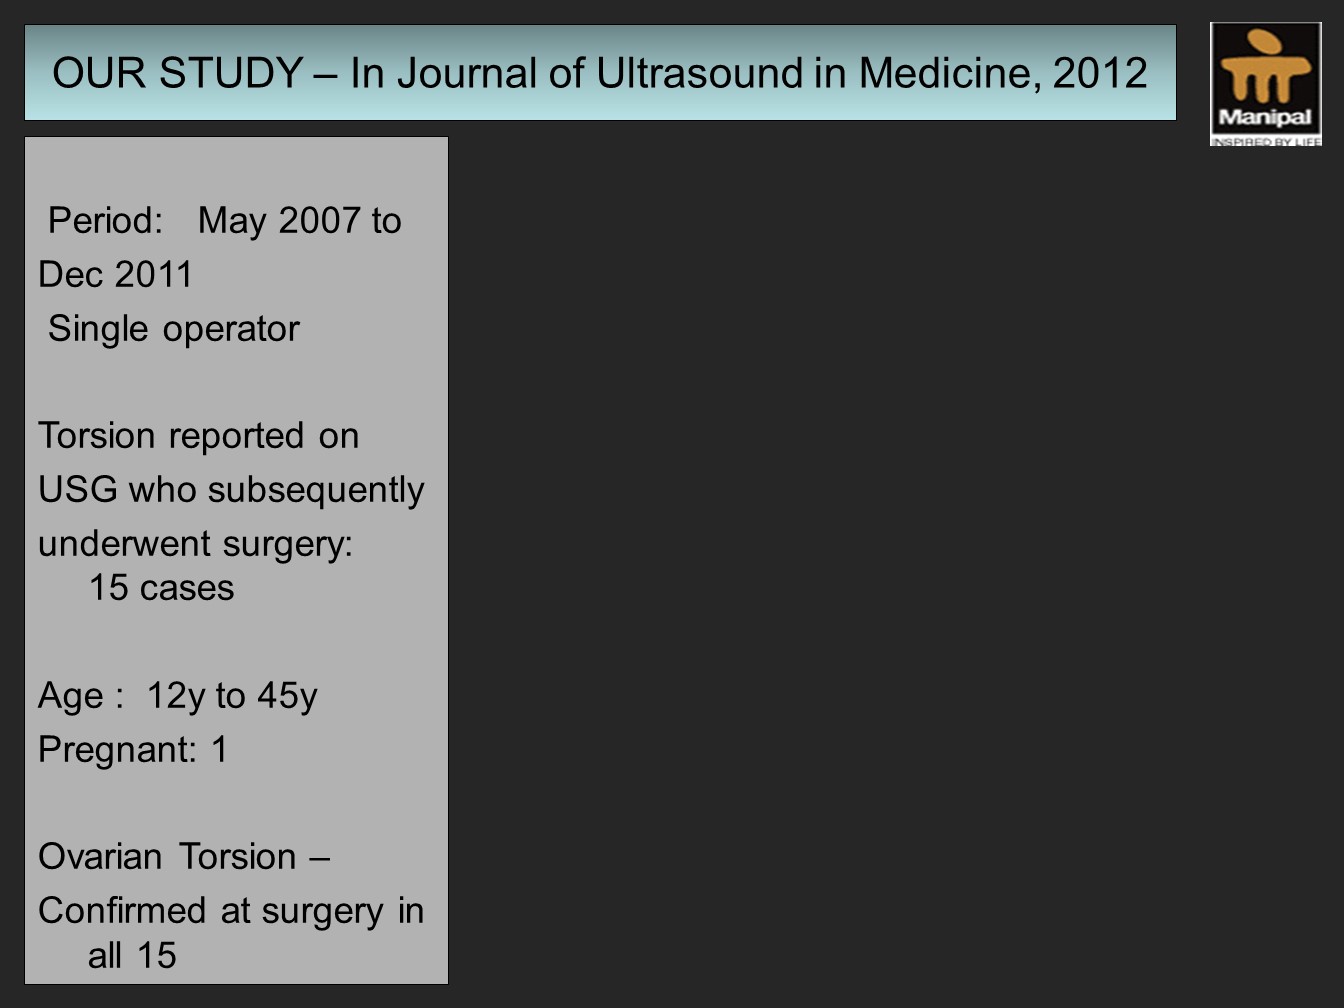 OUR STUDY – In Journal of Ultrasound in Medicine, 2012
Manipal
INSPIRED BY LIFE
Period: May 2007 to
Dec 2011
Single operator
Torsion reported on
USG who subsequently
underwent surgery:
15 cases
Age : 12y to 45y
Pregnant: 1
Ovarian Torsion –
Confirmed at surgery in
all 15